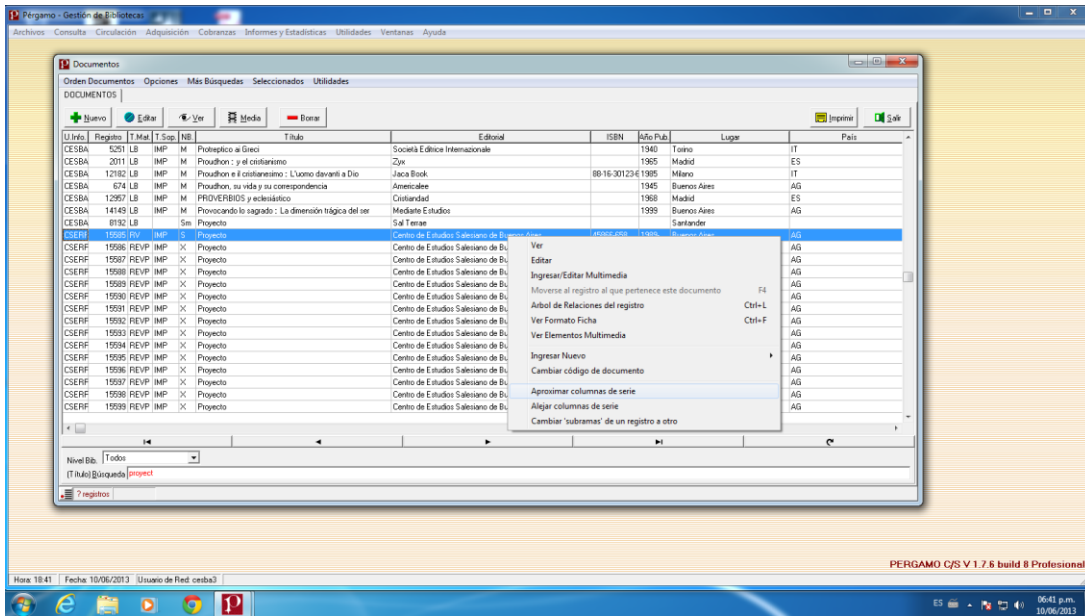 Pérgamo - Gestión de Bibliotecas
Archivos Consulta Circulación Adquisición Cobranzas Informes y Estadísticas Utilidades Ventanas Ayuda
Documentos
Orden Documentos Opciones Más Búsquedas Seleccionados Utilidades
DOCUMENTOS
Nuevo Editar Ver Media Borrar Imprimir Salir
U.Info. Registro T.Mat. T.Sop. NB. Título Editorial ISBN Año Pub. Lugar País
CESBA 5251 LB IMP M Protreptico ai Greci Società Editrice Internazionale 1940 Torino IT
CESBA 2011 LB IMP M Proudhon : y el cristianismo Zyx 1965 Madrid ES
CESBA 12182 LB IMP M Proudhon e il cristianesimo : L'uomo davanti a Dio Jaca Book 88-16-30123-6 1985 Milano IT
CESBA 674 LB IMP M Proudhon, su vida y su correspondencia Americalee 1945 Buenos Aires AG
CESBA 12957 LB IMP M PROVERBIOS y eclesiástico Cristiandad 1968 Madrid ES
CESBA 14149 LB IMP M Provocando lo sagrado : La dimensión trágica del ser Mediarte Estudios 1999 Buenos Aires AG
CESBA 8192 LB Sm Proyecto Sal Terrae Santander
CSERF 15585 RV IMP S Proyecto Centro de Estudios Salesiano de Buenos Aires 45866-658 1989- Buenos Aires AG
CSERF 15586 REVP IMP X Proyecto Centro de Estudios Salesiano de Bu AG
CSERF 15587 REVP IMP X Proyecto Centro de Estudios Salesiano de Bu AG
CSERF 15588 REVP IMP X Proyecto Centro de Estudios Salesiano de Bu AG
CSERF 15589 REVP IMP X Proyecto Centro de Estudios Salesiano de Bu AG
CSERF 15590 REVP IMP X Proyecto Centro de Estudios Salesiano de Bu AG
CSERF 15591 REVP IMP X Proyecto Centro de Estudios Salesiano de Bu AG
CSERF 15592 REVP IMP X Proyecto Centro de Estudios Salesiano de Bu AG
CSERF 15593 REVP IMP X Proyecto Centro de Estudios Salesiano de Bu AG
CSERF 15594 REVP IMP X Proyecto Centro de Estudios Salesiano de Bu AG
CSERF 15595 REVP IMP X Proyecto Centro de Estudios Salesiano de Bu AG
CSERF 15596 REVP IMP X Proyecto Centro de Estudios Salesiano de Bu AG
CSERF 15597 REVP IMP X Proyecto Centro de Estudios Salesiano de Bu AG
CSERF 15598 REVP IMP X Proyecto Centro de Estudios Salesiano de Bu AG
CSERF 15599 REVP IMP X Proyecto Centro de Estudios Salesiano de Bu AG
Ver
Editar
Ingresar/Editar Multimedia
Moverse al registro al que pertenece este documento F4
Arbol de Relaciones del registro Ctrl+L
Ver Formato Ficha Ctrl+F
Ver Elementos Multimedia
Ingresar Nuevo
Cambiar código de documento
Aproximar columnas de serie
Alejar columnas de serie
Cambiar 'subramas' de un registro a otro
Nivel Bib. Todos
(Título) Búsqueda proyect
? registros
PERGAMO C/S V 1.7.6 build 8 Profesional
Hora: 18:41 Fecha: 10/06/2013 Usuario de Red: cesba3
ES 06:41 p.m.
10/06/2013